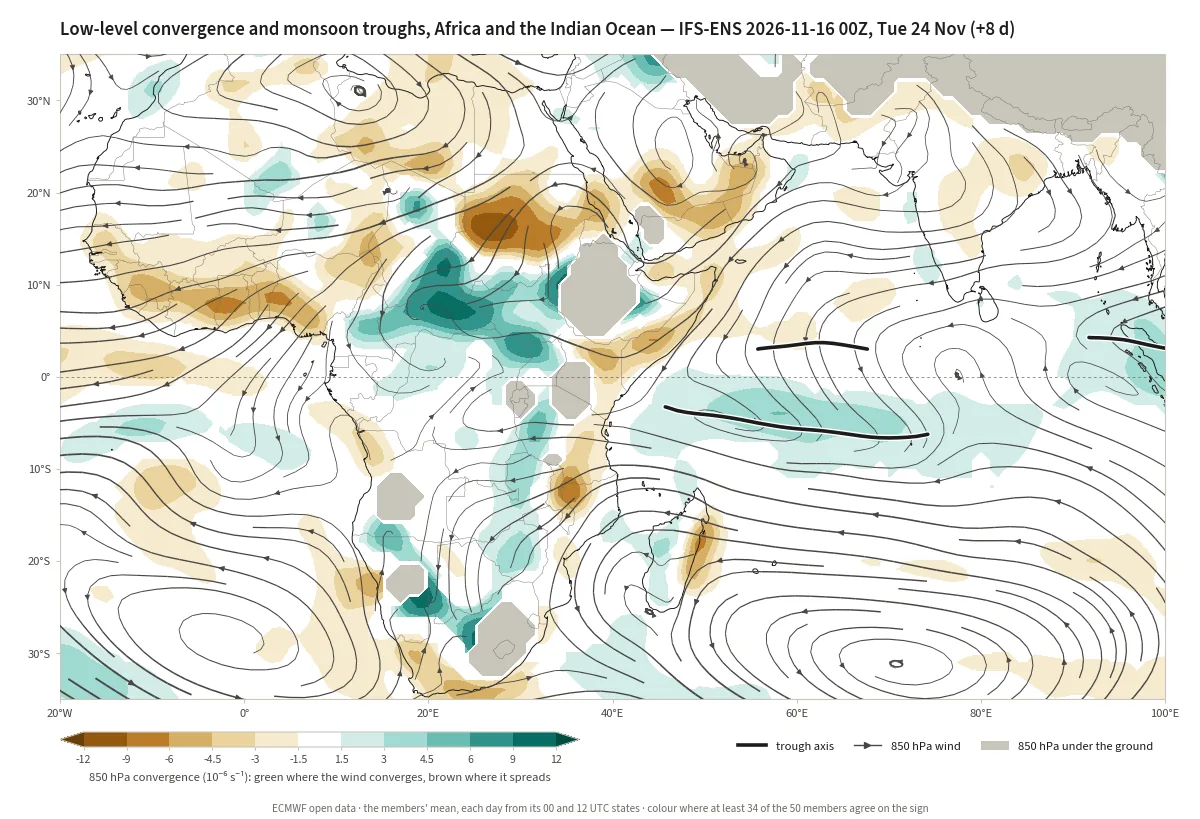 Low-level convergence and monsoon troughs, Africa and the Indian Ocean — IFS-ENS 2026-11-16 00Z, Tue 24 Nov (+8 d)
30°N
20°N
10°N
0°
10°S
20°S
30°S
20°W 0° 20°E 40°E 60°E 80°E 100°E
-12 -9 -6 -4.5 -3 -1.5 1.5 3 4.5 6 9 12
850 hPa convergence (10⁻⁶ s⁻¹): green where the wind converges, brown where it spreads
trough axis 850 hPa wind 850 hPa under the ground
ECMWF open data · the members' mean, each day from its 00 and 12 UTC states · colour where at least 34 of the 50 members agree on the sign